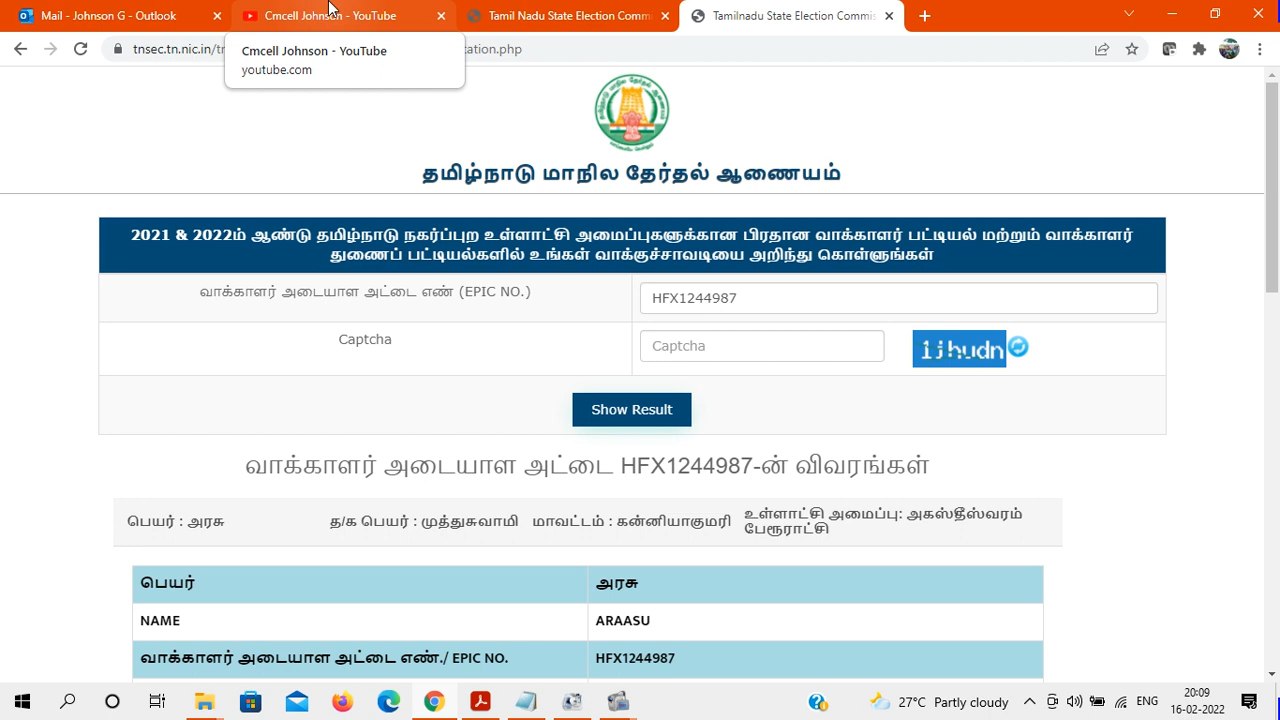 Mail - Johnson G - Outlook
Cmcell Johnson - YouTube
Tamil Nadu State Election Comm
Tamilnadu State Election Commis
tnsec.tn.nic.in/tn
tation.php
Cmcell Johnson - YouTube
youtube.com
தமிழ்நாடு மாநில தேர்தல் ஆணையம்
2021 & 2022ம் ஆண்டு தமிழ்நாடு நகர்ப்புற உள்ளாட்சி அமைப்புகளுக்கான பிரதான வாக்காளர் பட்டியல் மற்றும் வாக்காளர்
துணைப் பட்டியல்களில் உங்கள் வாக்குச்சாவடியை அறிந்து கொள்ளுங்கள்
வாக்காளர் அடையாள அட்டை எண் (EPIC NO.)
HFX1244987
Captcha
Captcha
Show Result
வாக்காளர் அடையாள அட்டை HFX1244987-ன் விவரங்கள்
பெயர் : அரசு
த/க பெயர் : முத்துசுவாமி
மாவட்டம் : கன்னியாகுமரி
உள்ளாட்சி அமைப்பு: அகஸ்தீஸ்வரம்
பேரூராட்சி
பெயர்
அரசு
NAME
ARAASU
வாக்காளர் அடையாள அட்டை எண்./ EPIC NO.
HFX1244987
27°C Partly cloudy
ENG
20:09
16-02-2022